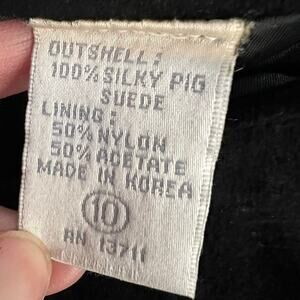 OUTSHELL:
100% SILKY PIG
SUEDE
LINING:
50% NYLON
50% ACETATE
MADE IN KOREA
10
RN 13711